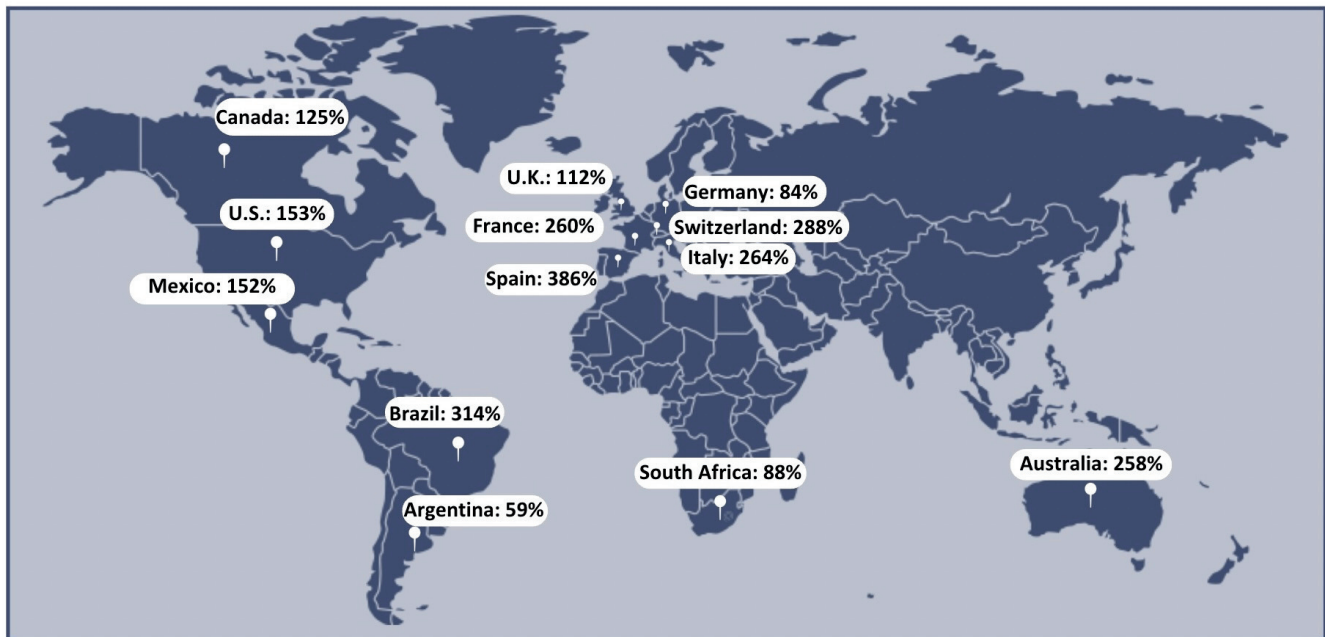 Canada: 125%
U.K.: 112%
Germany: 84%
U.S.: 153%
France: 260%
Switzerland: 288%
Italy: 264%
Spain: 386%
Mexico: 152%
Brazil: 314%
South Africa: 88%
Australia: 258%
Argentina: 59%